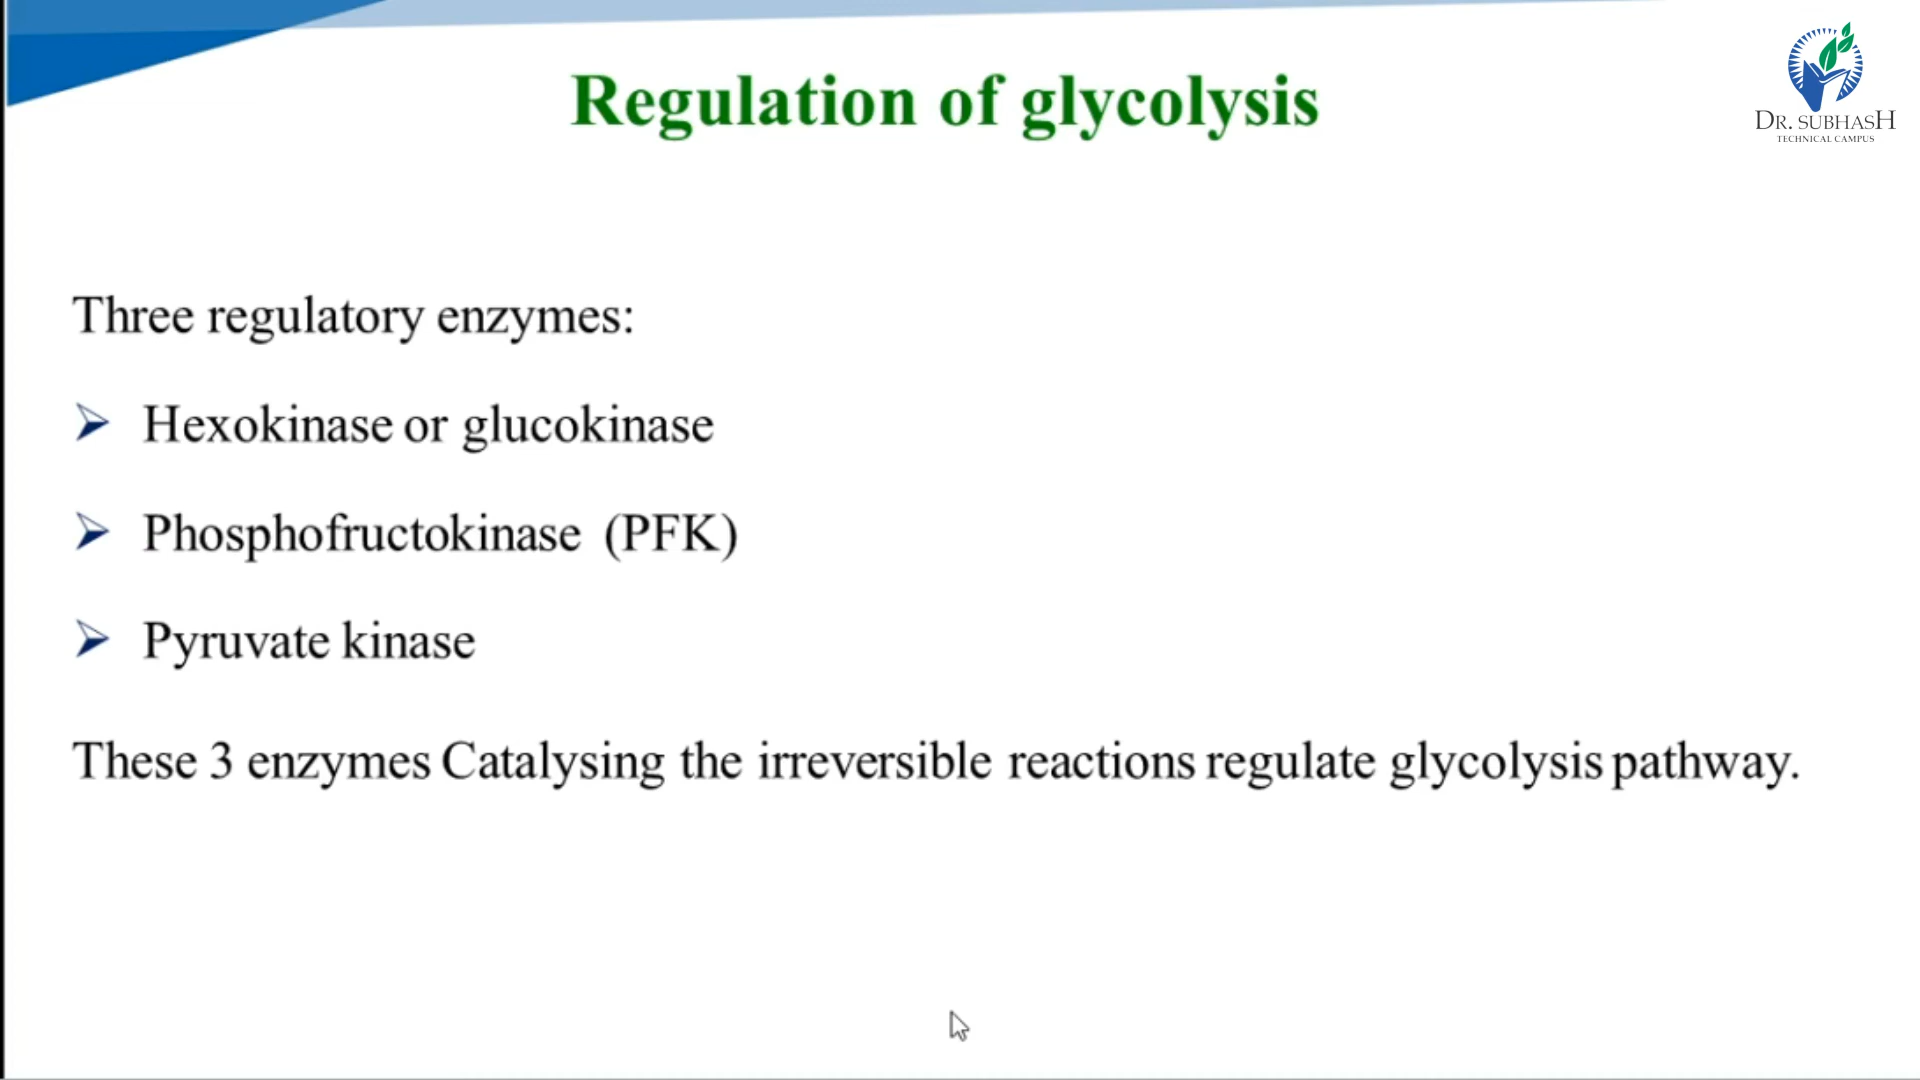 Regulation of glycolysis
DR. SUBHASH
TECHNICAL CAMPUS
Three regulatory enzymes:
Hexokinase or glucokinase
Phosphofructokinase (PFK)
Pyruvate kinase
These 3 enzymes Catalysing the irreversible reactions regulate glycolysis pathway.